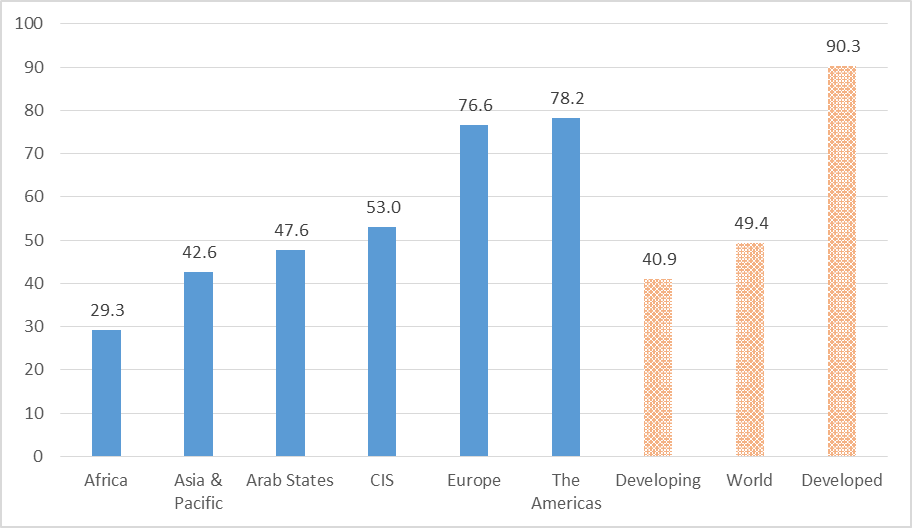 100
90
80
70
60
50
40
30
20
10
0
29.3
42.6
47.6
53.0
76.6
78.2
40.9
49.4
90.3
Africa
Asia &
Pacific
Arab States
CIS
Europe
The
Americas
Developing
World
Developed